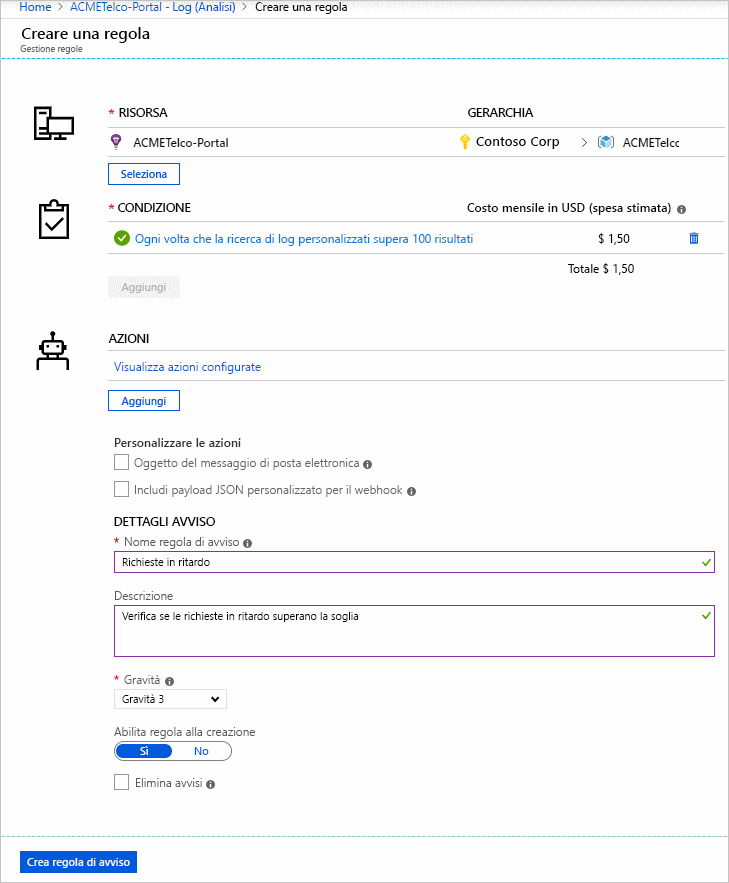 Home > ACMETelco-Portal - Log (Analisi) > Creare una regola
Creare una regola
Gestione regole
* RISORSA GERARCHIA
ACMETelco-Portal Contoso Corp > ACMETelcc
Seleziona
* CONDIZIONE Costo mensile in USD (spesa stimata)
Ogni volta che la ricerca di log personalizzati supera 100 risultati $ 1,50
Totale $ 1,50
Aggiungi
AZIONI
Visualizza azioni configurate
Aggiungi
Personalizzare le azioni
Oggetto del messaggio di posta elettronica
Includi payload JSON personalizzato per il webhook
DETTAGLI AVVISO
* Nome regola di avviso
Richieste in ritardo
Descrizione
Verifica se le richieste in ritardo superano la soglia
* Gravità
Gravità 3
Abilita regola alla creazione
Sì No
Elimina avvisi
Crea regola di avviso